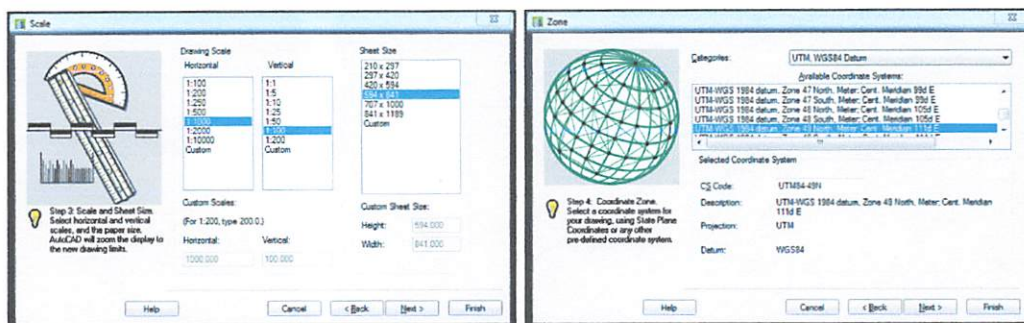 Scale
Drawing Scale
Horizontal
Vertical
Sheet Size
1:100
1:200
1:250
1:500
1:1000
1:2000
1:10000
Custom
1:1
1:5
1:10
1:25
1:50
1:100
1:200
Custom
210 x 297
297 x 420
420 x 594
594 x 841
707 x 1000
841 x 1189
Custom
Step 3: Scale and Sheet Size.
Select horizontal and vertical
scales, and the paper size.
AutoCAD will zoom the display to
the new drawing limits.
Custom Scales:
(For 1:200, type 200.0.)
Horizontal:
Vertical:
1000.000
100.000
Custom Sheet Size:
Height:
594.000
Width:
841.000
Help
Cancel
< Back
Next >
Finish
Zone
Categories:
UTM, WGS84 Datum
Available Coordinate Systems:
UTM-WGS 1984 datum, Zone 47 North, Meter; Cent. Meridian 99d E
UTM-WGS 1984 datum, Zone 47 South, Meter; Cent. Meridian 99d E
UTM-WGS 1984 datum, Zone 48 North, Meter; Cent. Meridian 105d E
UTM-WGS 1984 datum, Zone 48 South, Meter; Cent. Meridian 105d E
UTM-WGS 1984 datum, Zone 49 North, Meter; Cent. Meridian 111d E
Selected Coordinate System
Step 4: Coordinate Zone.
Select a coordinate system for
your drawing, using State Plane
Coordinates or any other
pre-defined coordinate system.
CS Code:
UTM84-49N
Description:
UTM-WGS 1984 datum, Zone 49 North, Meter; Cent. Meridian
111d E
Projection:
UTM
Datum:
WGS84
Help
Cancel
< Back
Next >
Finish